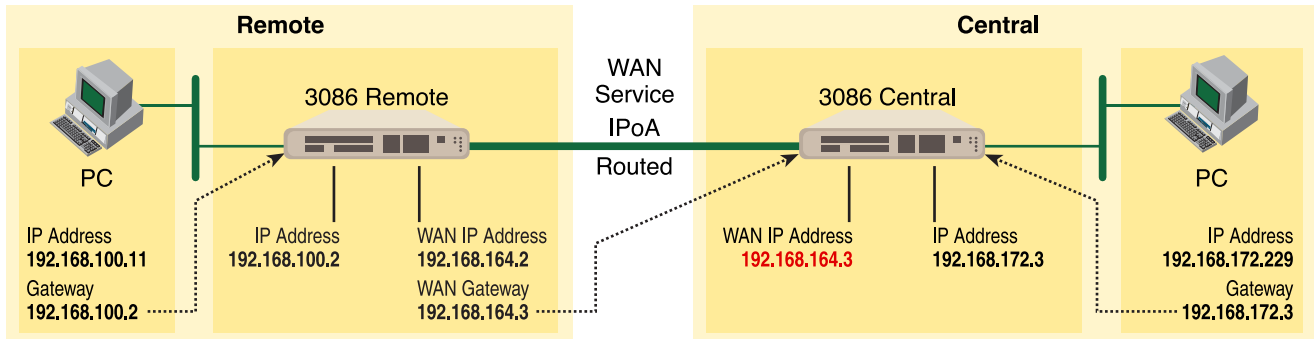 Remote
Central
PC
IP Address
192.168.100.11
Gateway
192.168.100.2
3086 Remote
IP Address
192.168.100.2
WAN IP Address
192.168.164.2
WAN Gateway
192.168.164.3
WAN
Service
IPoA
Routed
3086 Central
WAN IP Address
192.168.164.3
IP Address
192.168.172.3
PC
IP Address
192.168.172.229
Gateway
192.168.172.3